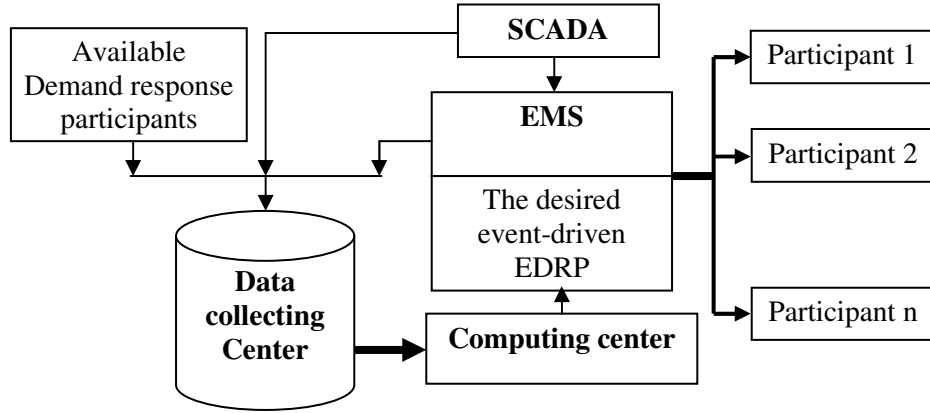 Available
Demand response
participants
SCADA
EMS
The desired
event-driven
EDRP
Participant 1
Participant 2
Participant n
Data
collecting
Center
Computing center